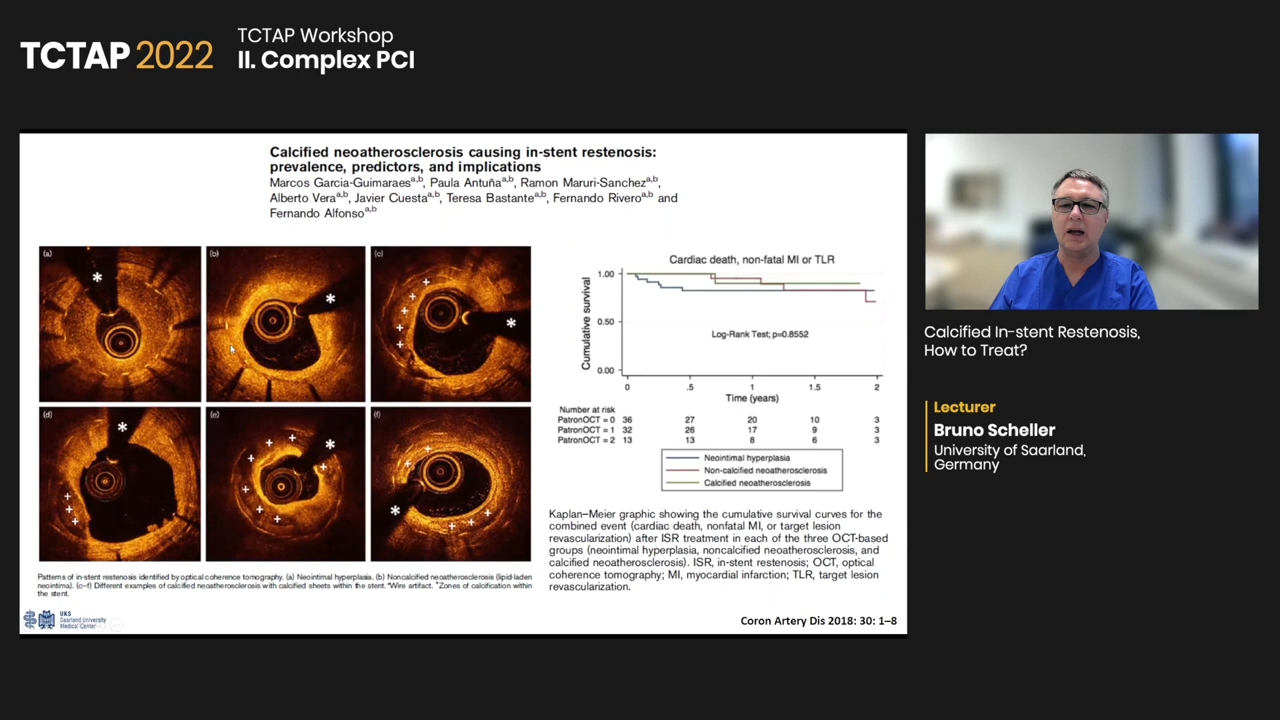 TCTAP 2022
TCTAP Workshop
II. Complex PCI
Calcified neoatherosclerosis causing in-stent restenosis:
prevalence, predictors, and implications
Marcos Garcia-Guimaraes^a,b, Paula Antuña^a,b, Ramon Maruri-Sanchez^a,b,
Alberto Vera^a,b, Javier Cuesta^a,b, Teresa Bastante^a,b, Fernando Rivero^a,b and
Fernando Alfonso^a,b
(a)
*
(b)
*
(c)
+ + + +
*
(d)
*
+ + + +
(e)
*
+ + + + + + +
(f)
*
+ + + + +
Patterns of in-stent restenosis identified by optical coherence tomography. (a) Neointimal hyperplasia. (b) Noncalcified neoatherosclerosis (lipid-laden
neointima). (c–f) Different examples of calcified neoatherosclerosis with calcified sheets within the stent. *Wire artifact. +Zones of calcification within
the stent.
Cardiac death, non-fatal MI or TLR
Cumulative survival
1.00
0.50
0.00
Log-Rank Test; p=0.8552
0 .5 1 1.5 2
Time (years)
Number at risk
PatronOCT = 0 36 27 20 10 3
PatronOCT = 1 32 26 17 9 3
PatronOCT = 2 13 13 8 6 3
Neointimal hyperplasia
Non-calcified neoatherosclerosis
Calcified neoatherosclerosis
Kaplan–Meier graphic showing the cumulative survival curves for the
combined event (cardiac death, nonfatal MI, or target lesion
revascularization) after ISR treatment in each of the three OCT-based
groups (neointimal hyperplasia, noncalcified neoatherosclerosis, and
calcified neoatherosclerosis). ISR, in-stent restenosis; OCT, optical
coherence tomography; MI, myocardial infarction; TLR, target lesion
revascularization.
UKS
Saarland University
Medical Center
Coron Artery Dis 2018: 30: 1–8
Calcified In-stent Restenosis,
How to Treat?
Lecturer
Bruno Scheller
University of Saarland,
Germany